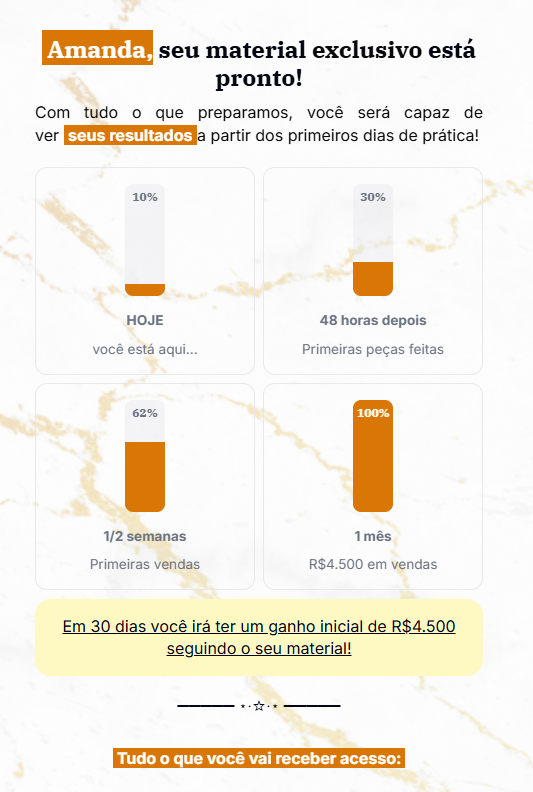 Amanda, seu material exclusivo está
pronto!
Com tudo o que preparamos, você será capaz de
ver seus resultados a partir dos primeiros dias de prática!
10%
HOJE
você está aqui...
30%
48 horas depois
Primeiras peças feitas
62%
1/2 semanas
Primeiras vendas
100%
1 mês
R$4.500 em vendas
Em 30 dias você irá ter um ganho inicial de R$4.500
seguindo o seu material!
Tudo o que você vai receber acesso: